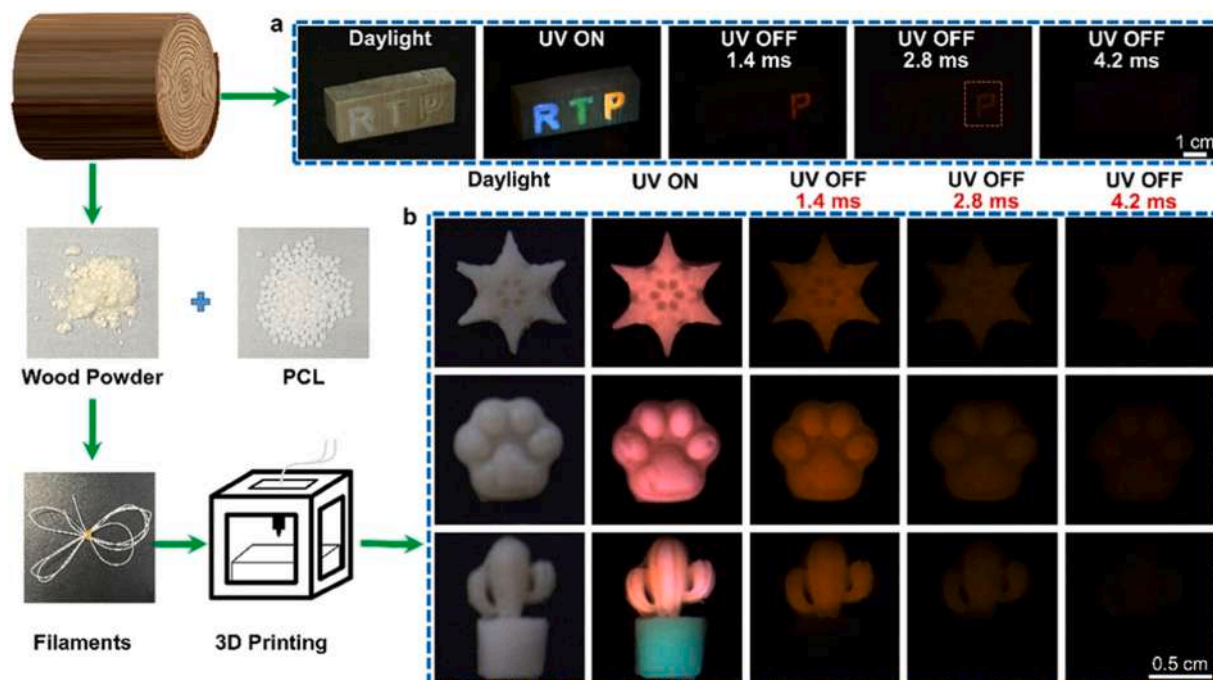 a
Daylight
UV ON
UV OFF
1.4 ms
UV OFF
2.8 ms
UV OFF
4.2 ms
RTP
RTP
P
P
1 cm
Daylight
UV ON
UV OFF
1.4 ms
UV OFF
2.8 ms
UV OFF
4.2 ms
b
Wood Powder
+
PCL
Filaments
3D Printing
0.5 cm